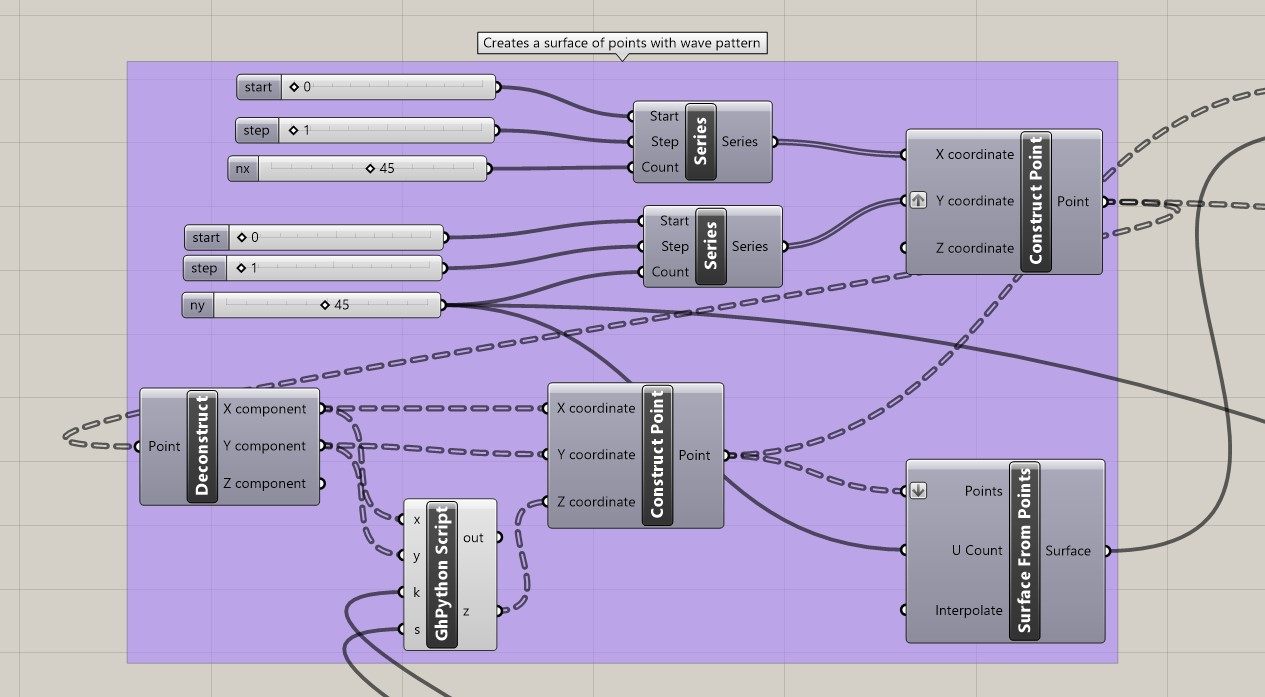 Creates a surface of points with wave pattern
start 0
step 1
nx 45
Start
Step
Count
Series
Series
start 0
step 1
ny 45
Start
Step
Count
Series
Series
X coordinate
Y coordinate
Z coordinate
Construct Point
Point
Point
Deconstruct
X component
Y component
Z component
X coordinate
Y coordinate
Z coordinate
Construct Point
Point
x
y
k
s
GhPython Script
out
z
Points
U Count
Interpolate
Surface From Points
Surface